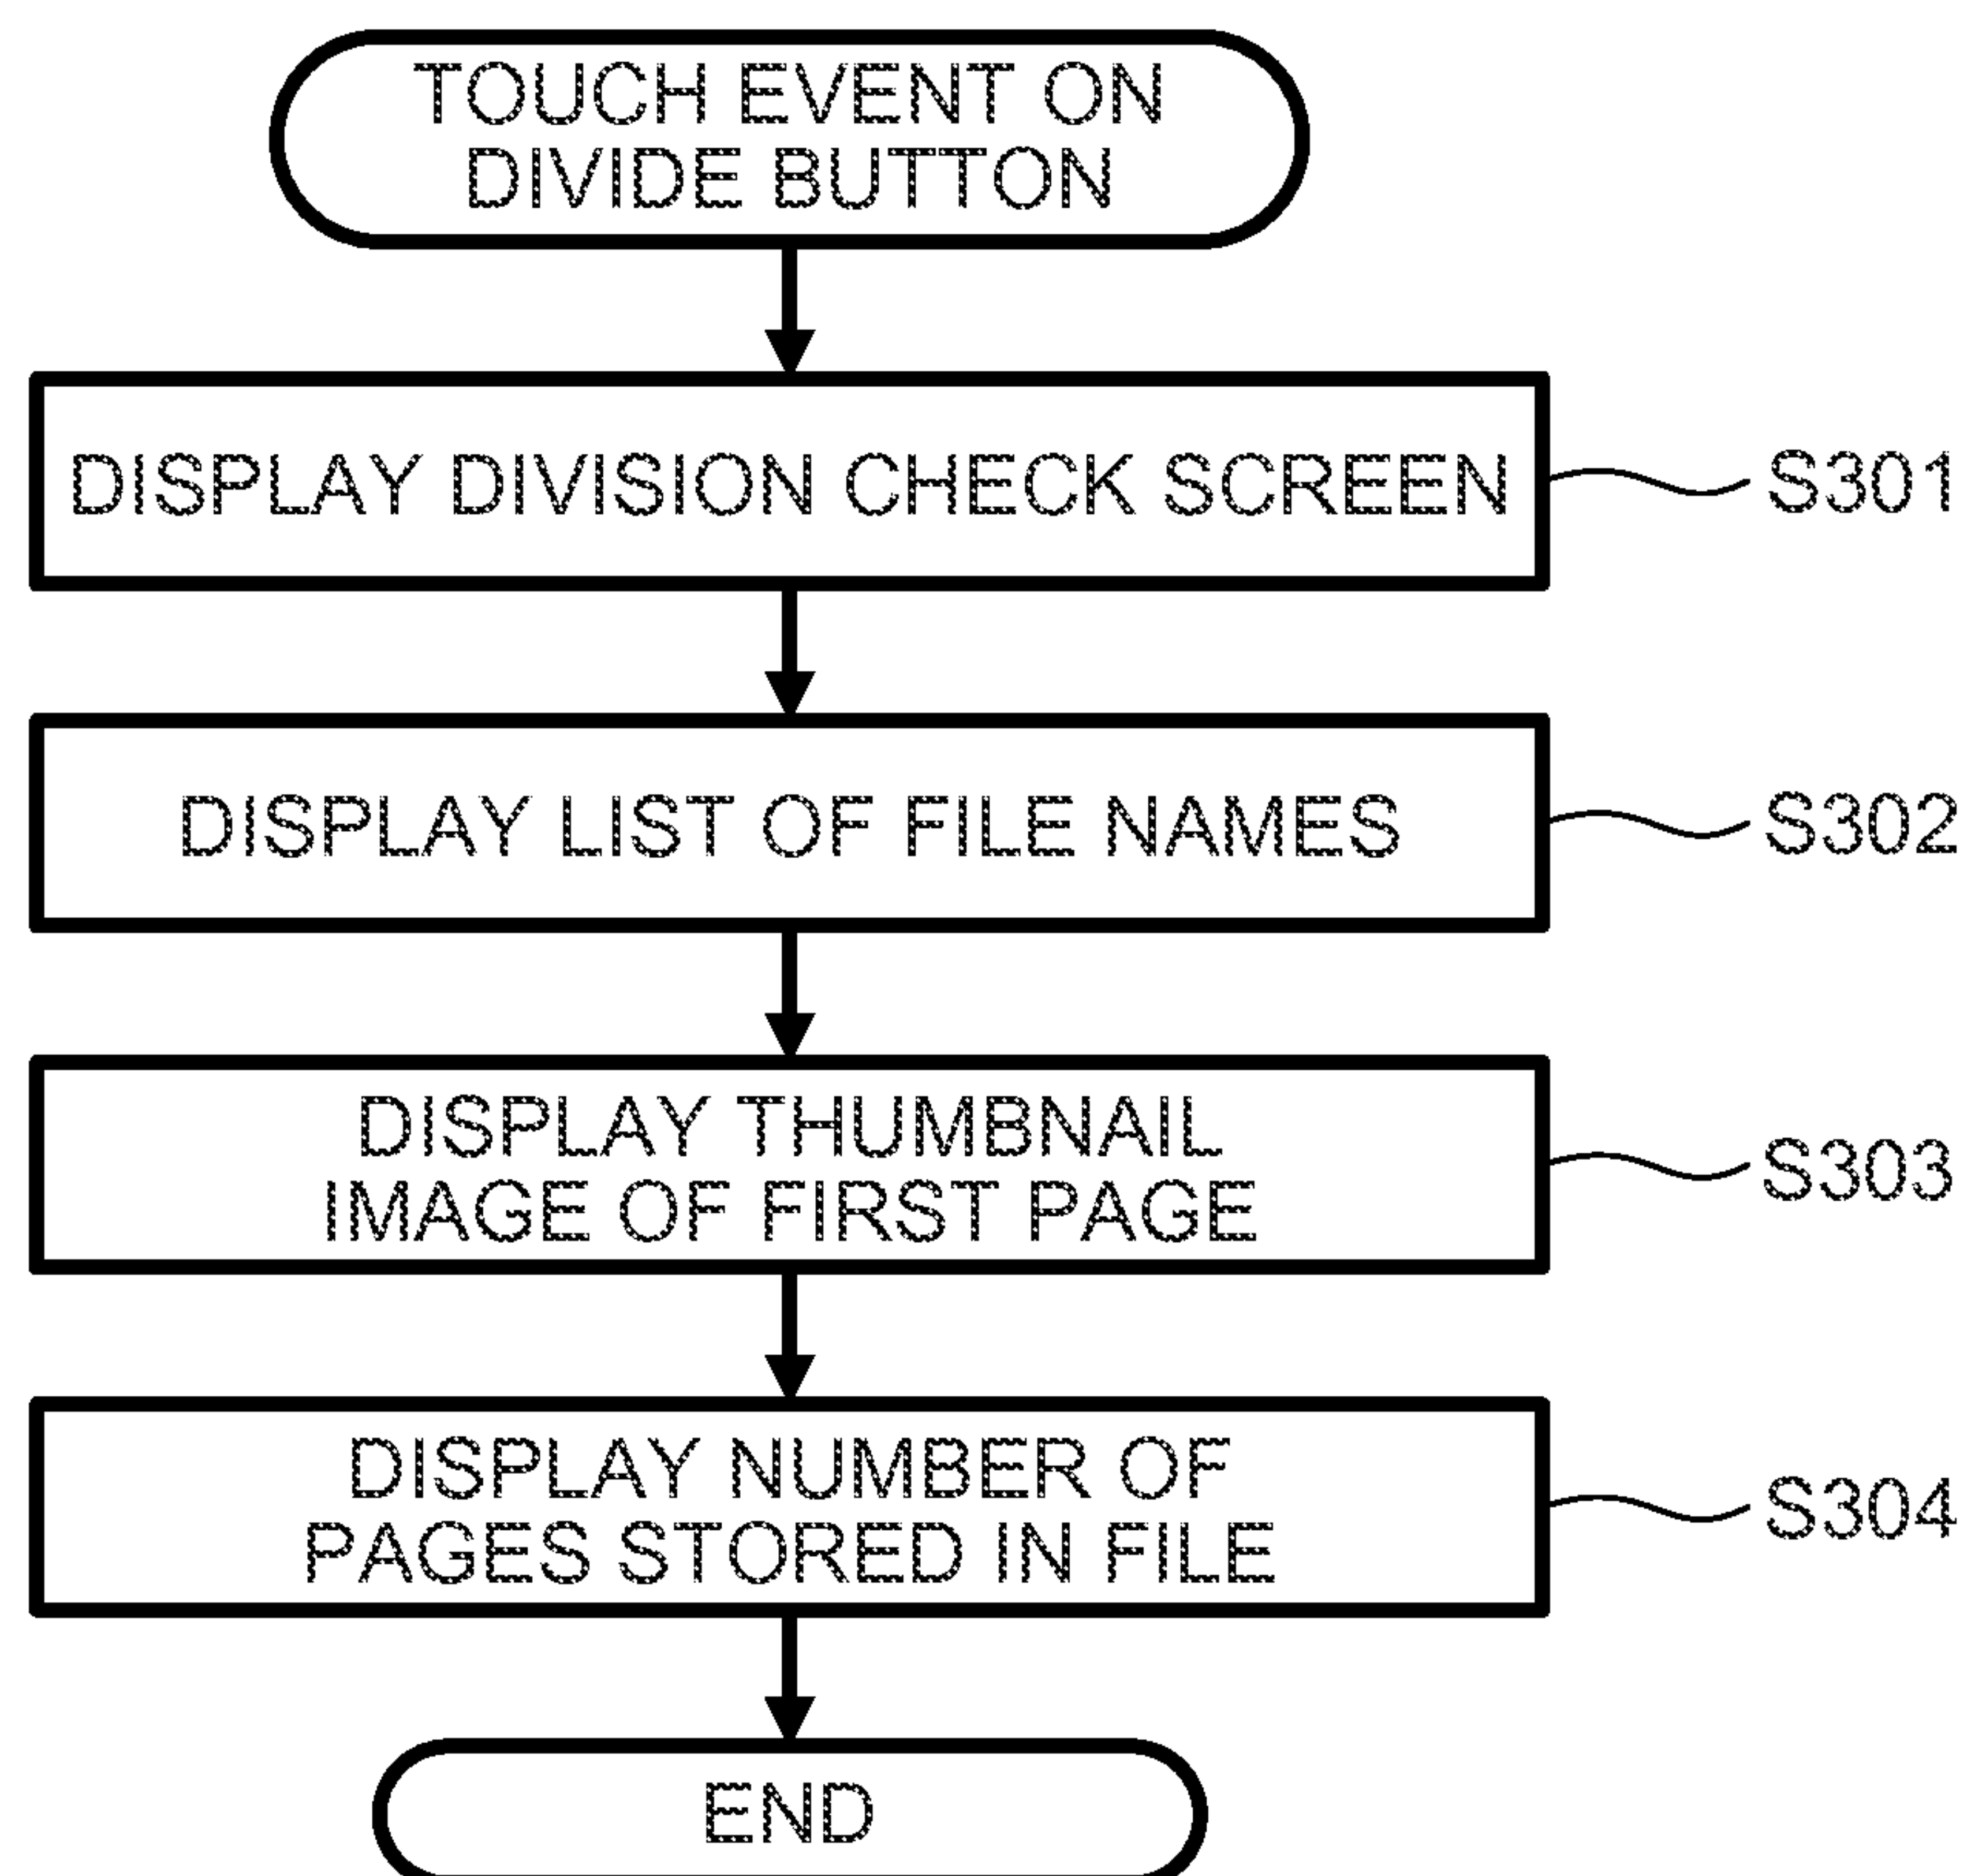 TOUCH EVENT ON
DIVIDE BUTTON
DISPLAY DIVISION CHECK SCREEN
S301
DISPLAY LIST OF FILE NAMES
S302
DISPLAY THUMBNAIL
IMAGE OF FIRST PAGE
S303
DISPLAY NUMBER OF
PAGES STORED IN FILE
S304
END